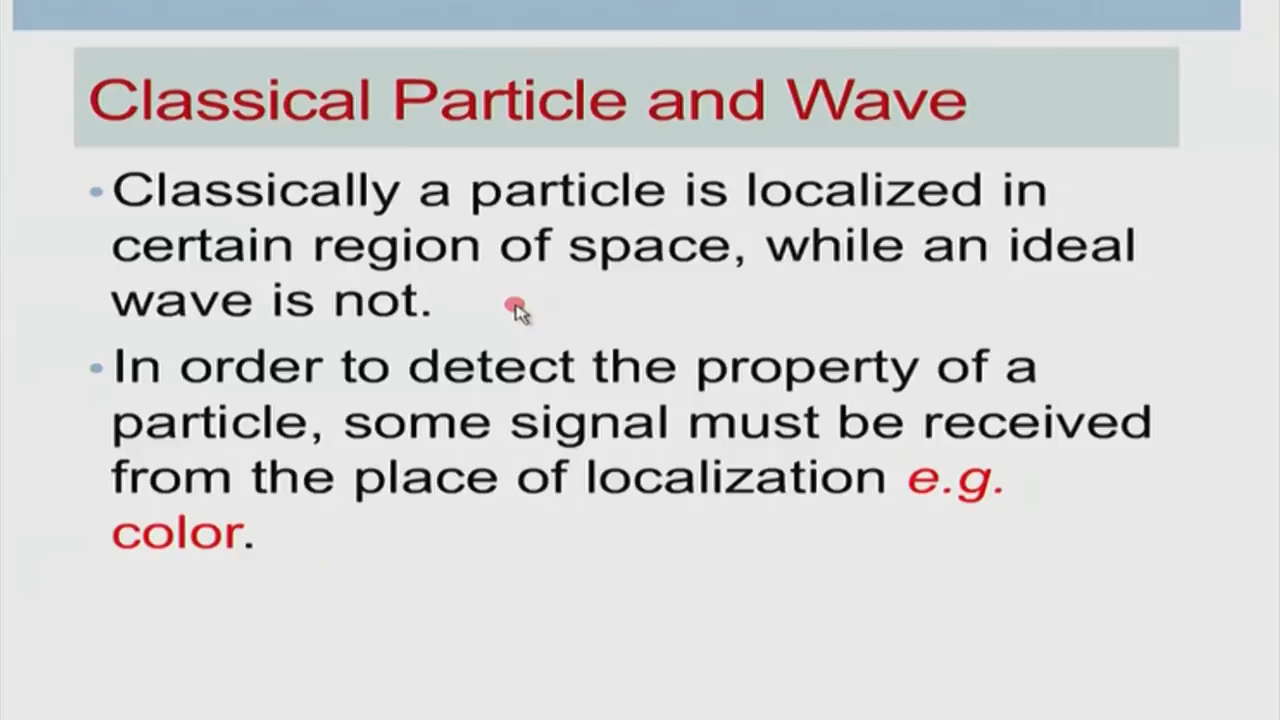 Classical Particle and Wave
• Classically a particle is localized in
certain region of space, while an ideal
wave is not.
• In order to detect the property of a
particle, some signal must be received
from the place of localization e.g.
color.